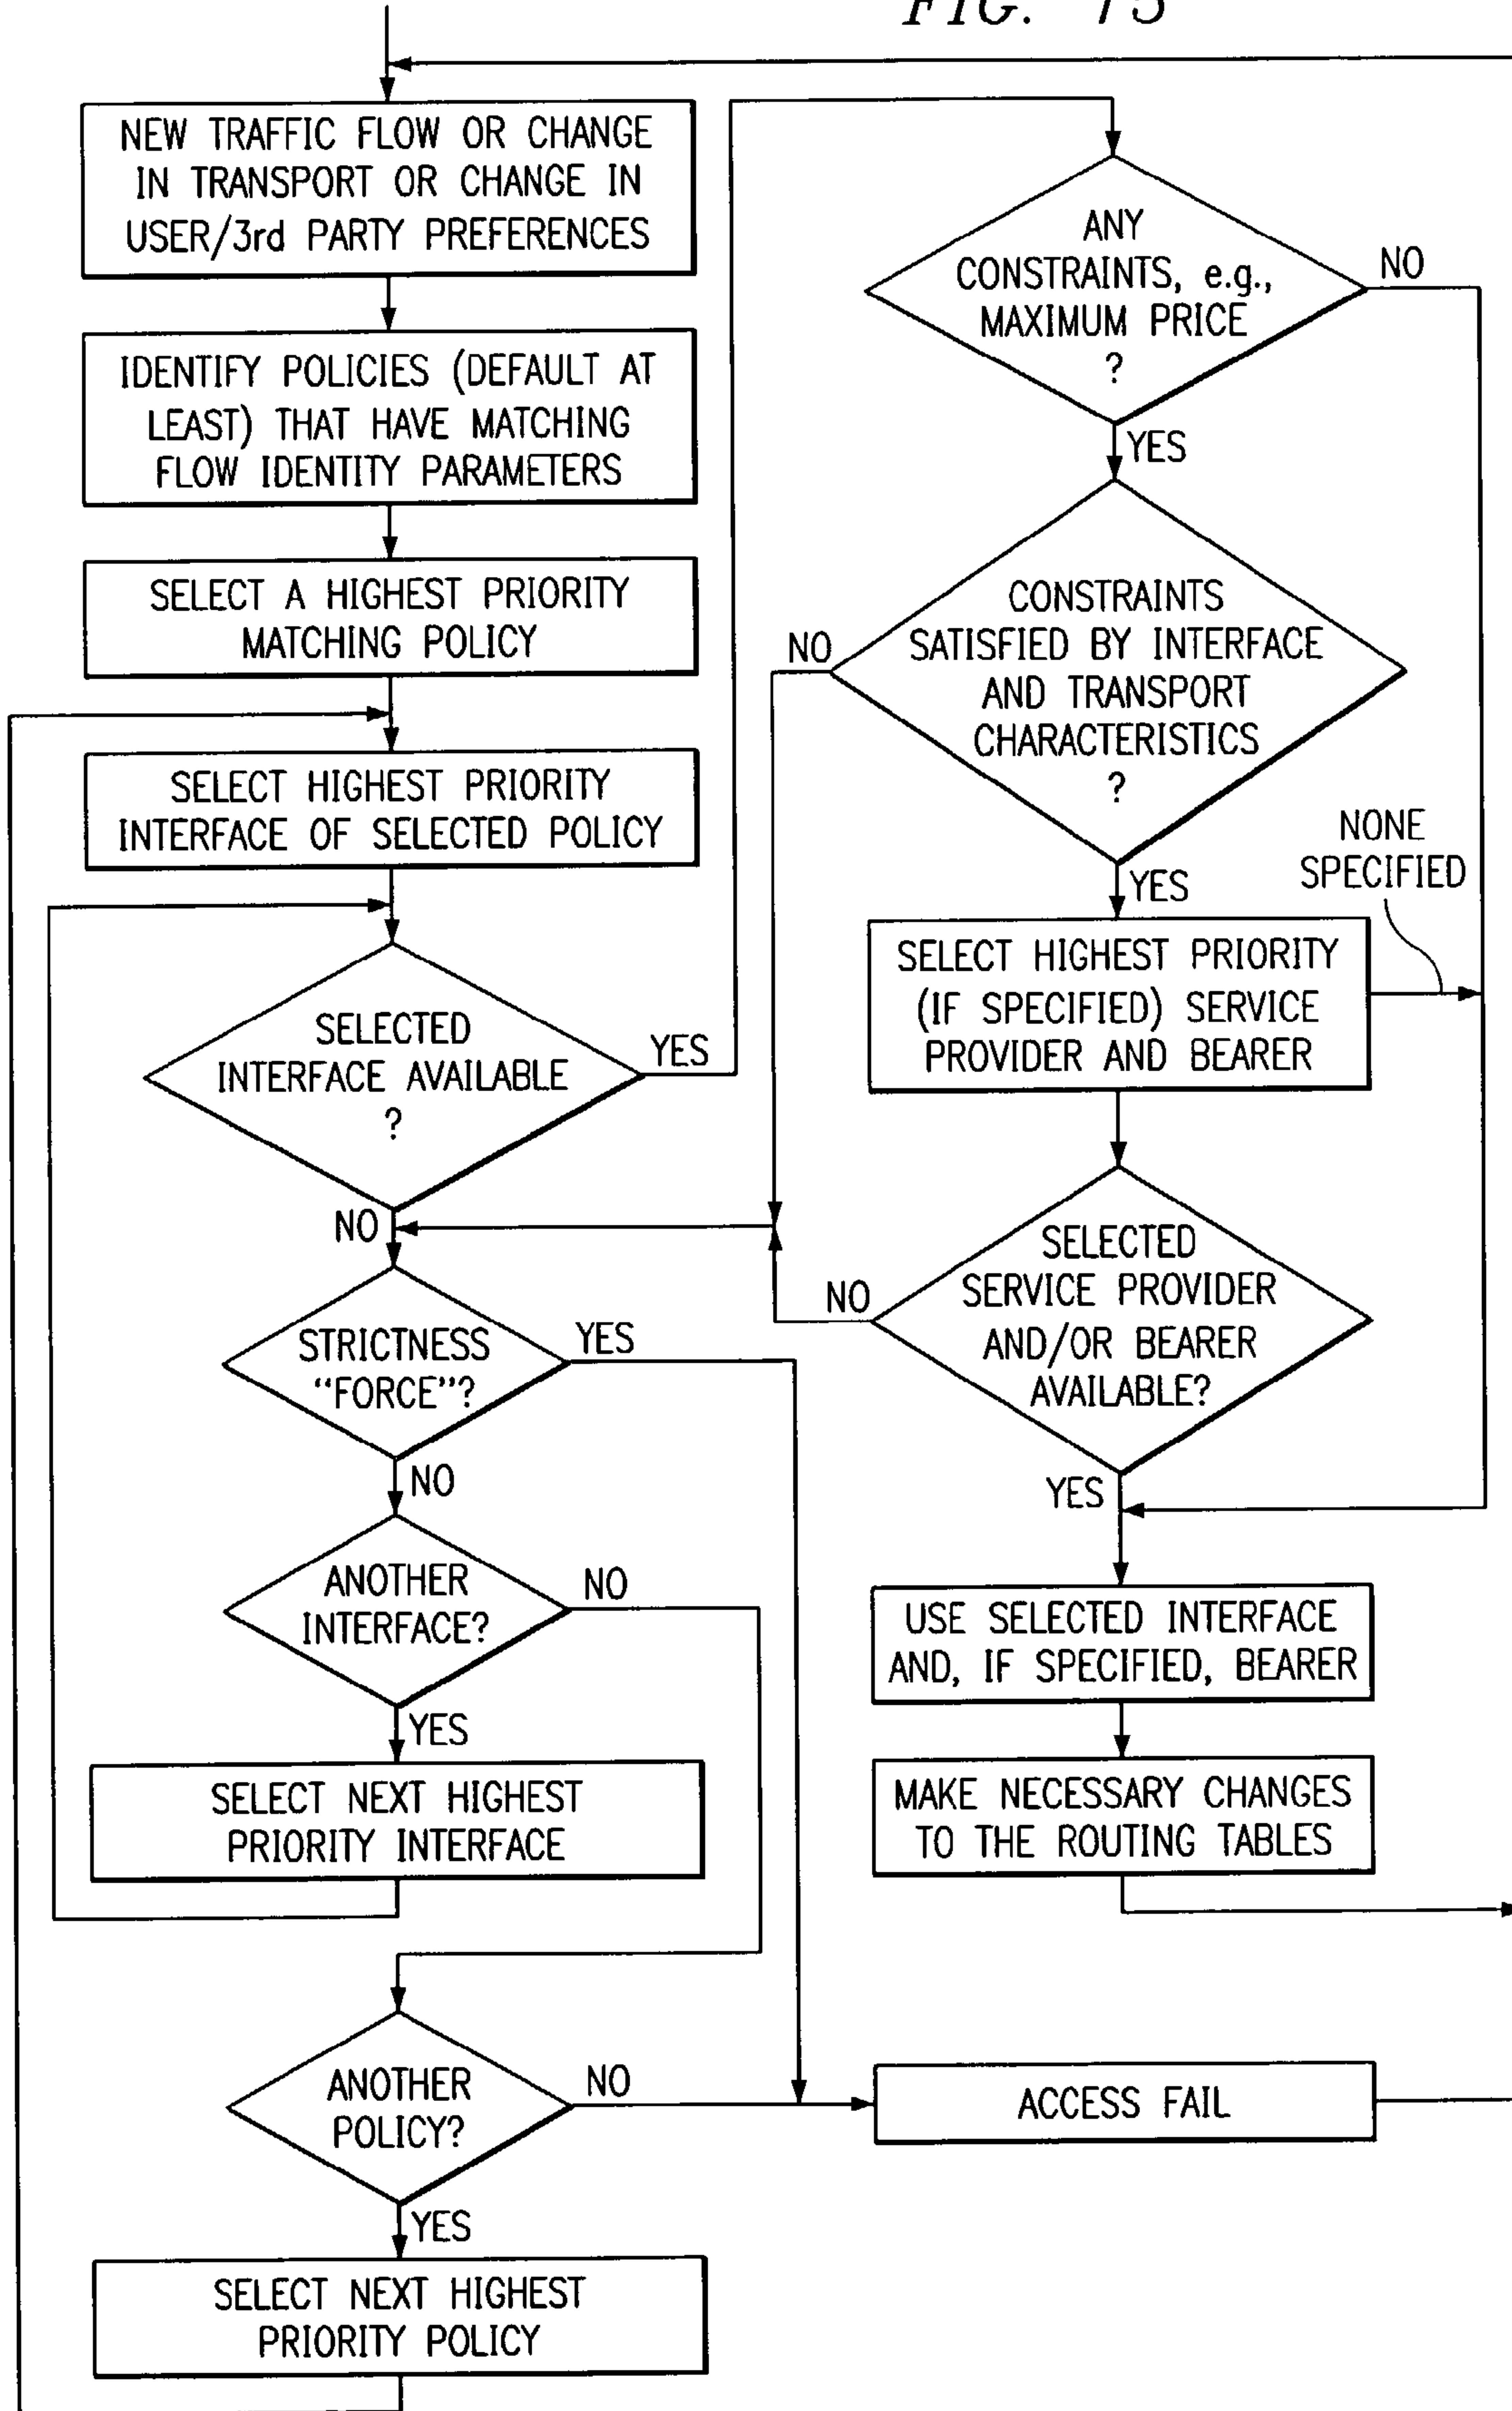 FIG. 75
NEW TRAFFIC FLOW OR CHANGE
IN TRANSPORT OR CHANGE IN
USER/3rd PARTY PREFERENCES
IDENTIFY POLICIES (DEFAULT AT
LEAST) THAT HAVE MATCHING
FLOW IDENTITY PARAMETERS
SELECT A HIGHEST PRIORITY
MATCHING POLICY
SELECT HIGHEST PRIORITY
INTERFACE OF SELECTED POLICY
SELECTED
INTERFACE AVAILABLE
?
YES
NO
STRICTNESS
"FORCE"?
YES
NO
ANOTHER
INTERFACE?
NO
YES
SELECT NEXT HIGHEST
PRIORITY INTERFACE
ANOTHER
POLICY?
NO
YES
SELECT NEXT HIGHEST
PRIORITY POLICY
ANY
CONSTRAINTS, e.g.,
MAXIMUM PRICE
?
NO
YES
CONSTRAINTS
SATISFIED BY INTERFACE
AND TRANSPORT
CHARACTERISTICS
?
NO
YES
NONE
SPECIFIED
SELECT HIGHEST PRIORITY
(IF SPECIFIED) SERVICE
PROVIDER AND BEARER
SELECTED
SERVICE PROVIDER
AND/OR BEARER
AVAILABLE?
NO
YES
USE SELECTED INTERFACE
AND, IF SPECIFIED, BEARER
MAKE NECESSARY CHANGES
TO THE ROUTING TABLES
ACCESS FAIL